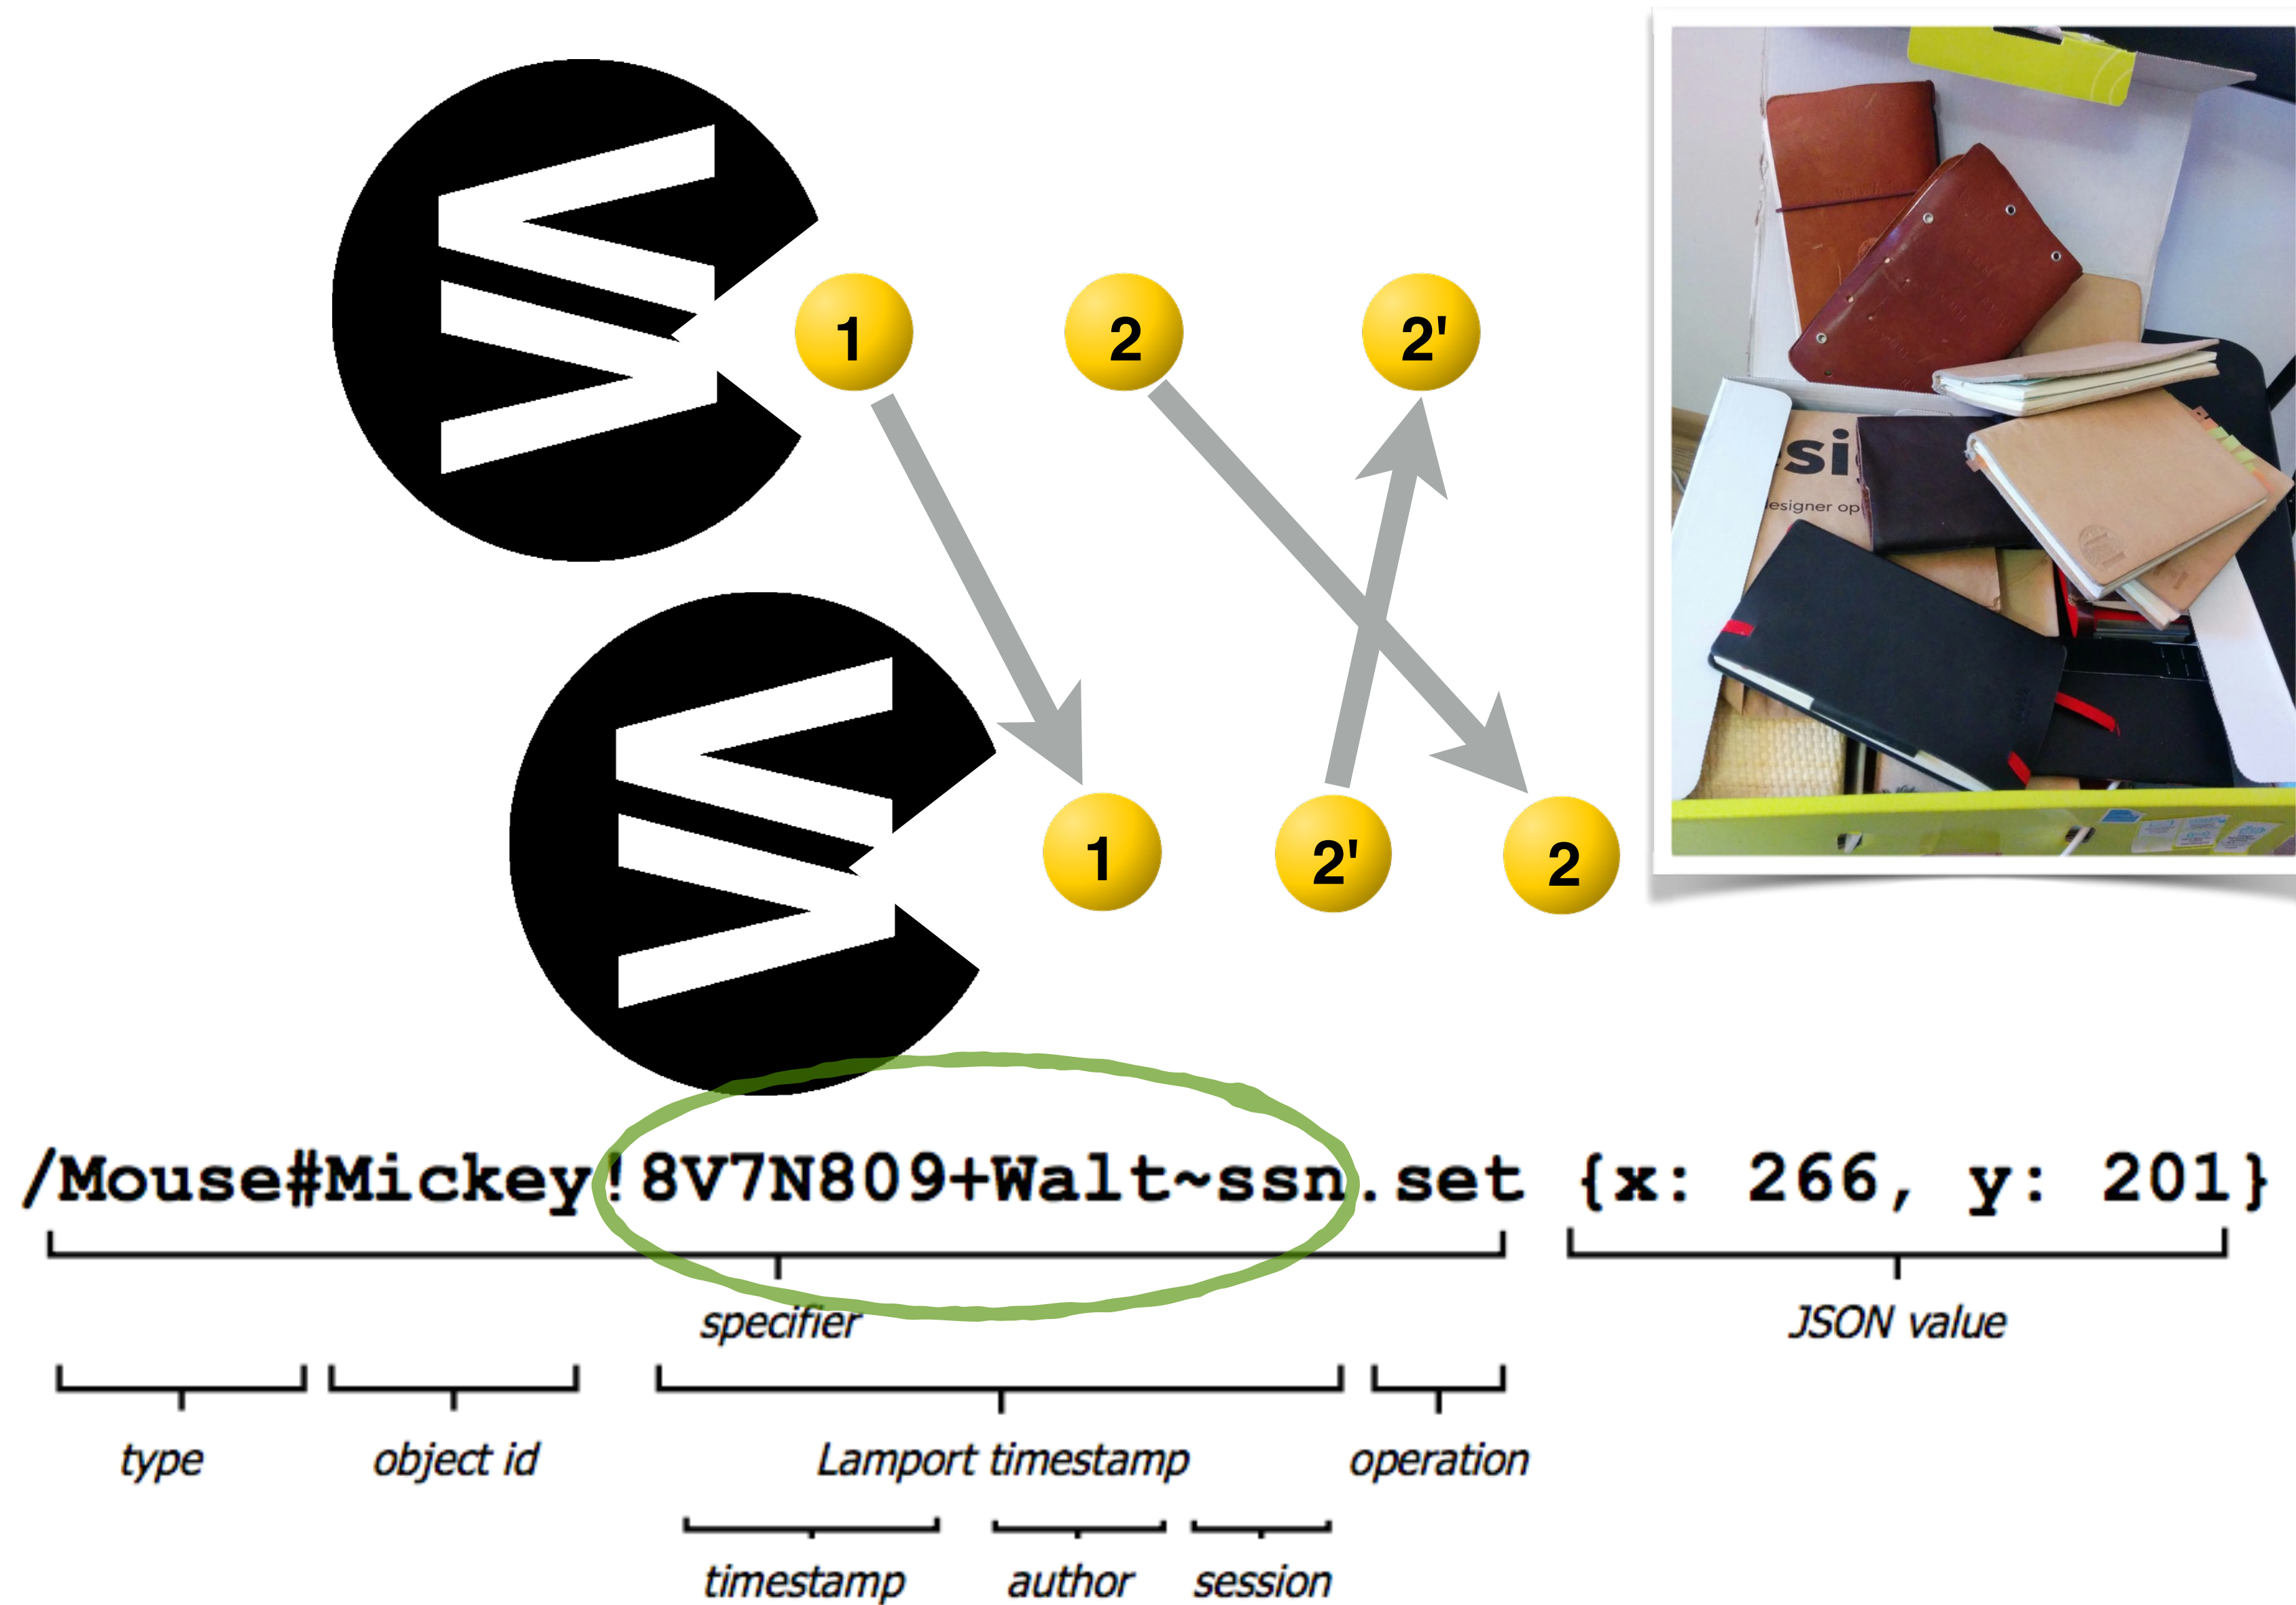 1 2 2'
si
esigner op
1 2' 2
/Mouse#Mickey!8V7N809+Walt~ssn.set {x: 266, y: 201}
specifier JSON value
type object id Lamport timestamp operation
timestamp author session